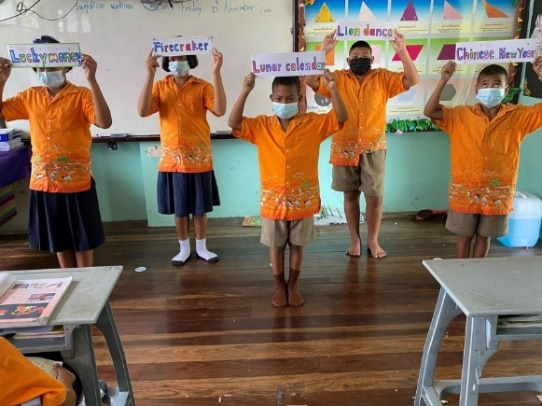 Lucky money
Firecraker
Lunar calendar
Lion dance
Chinese New Year